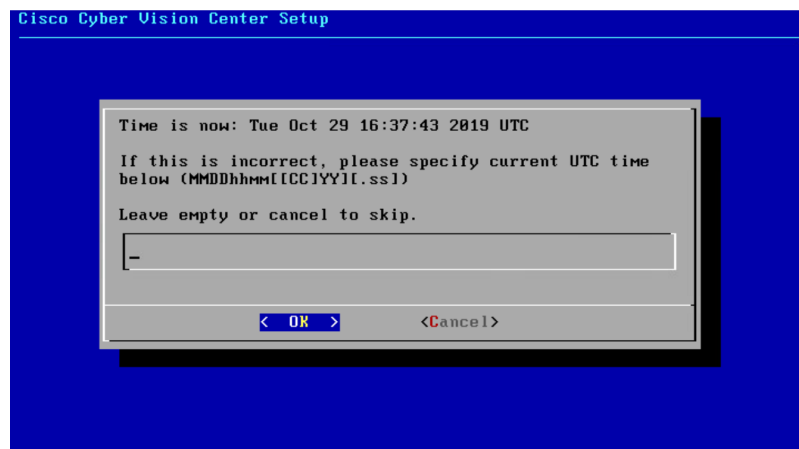 Cisco Cyber Vision Center Setup
Time is now: Tue Oct 29 16:37:43 2019 UTC
If this is incorrect, please specify current UTC time
below (MMDDhhmm[[CC]YY][.ss])
Leave empty or cancel to skip.
< OK > <Cancel>